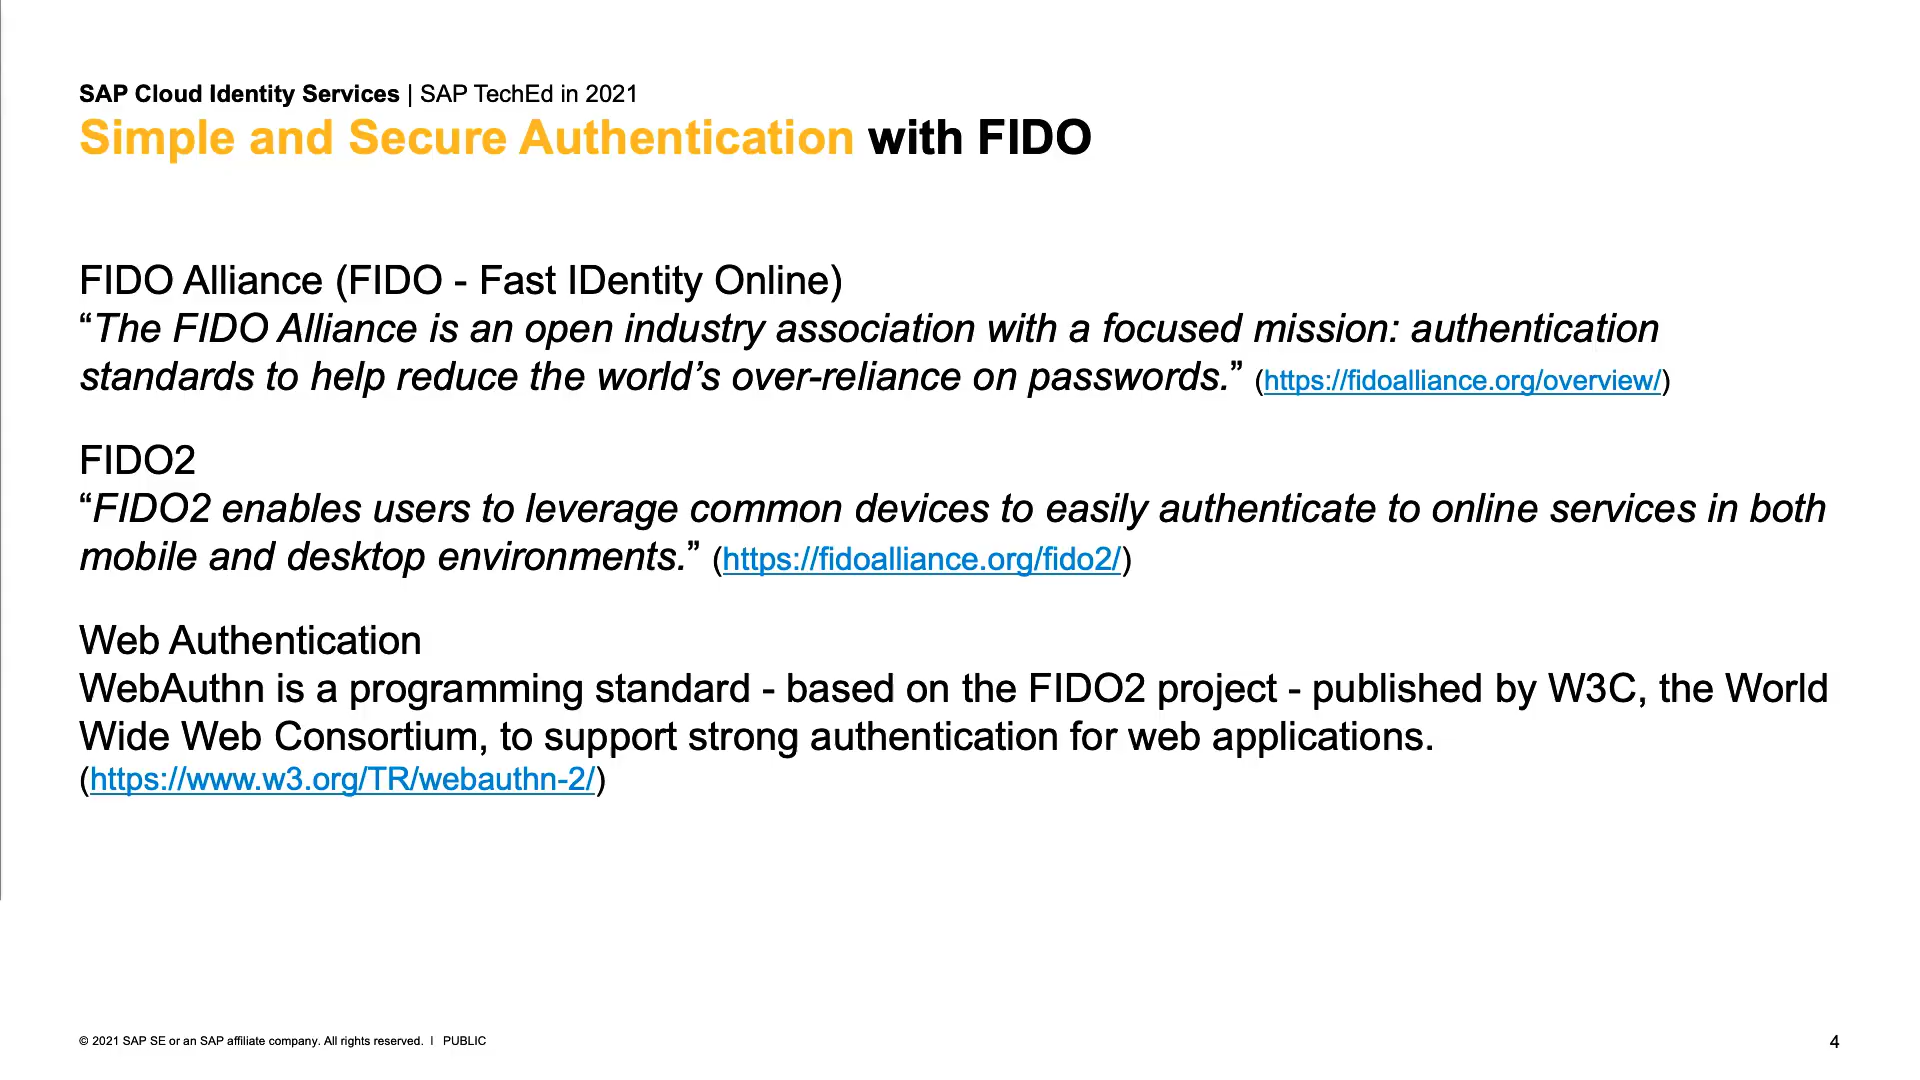 SAP Cloud Identity Services | SAP TechEd in 2021
Simple and Secure Authentication with FIDO
FIDO Alliance (FIDO - Fast IDentity Online)
“The FIDO Alliance is an open industry association with a focused mission: authentication
standards to help reduce the world’s over-reliance on passwords.” (https://fidoalliance.org/overview/)
FIDO2
“FIDO2 enables users to leverage common devices to easily authenticate to online services in both
mobile and desktop environments.” (https://fidoalliance.org/fido2/)
Web Authentication
WebAuthn is a programming standard - based on the FIDO2 project - published by W3C, the World
Wide Web Consortium, to support strong authentication for web applications.
(https://www.w3.org/TR/webauthn-2/)
© 2021 SAP SE or an SAP affiliate company. All rights reserved. | PUBLIC
4